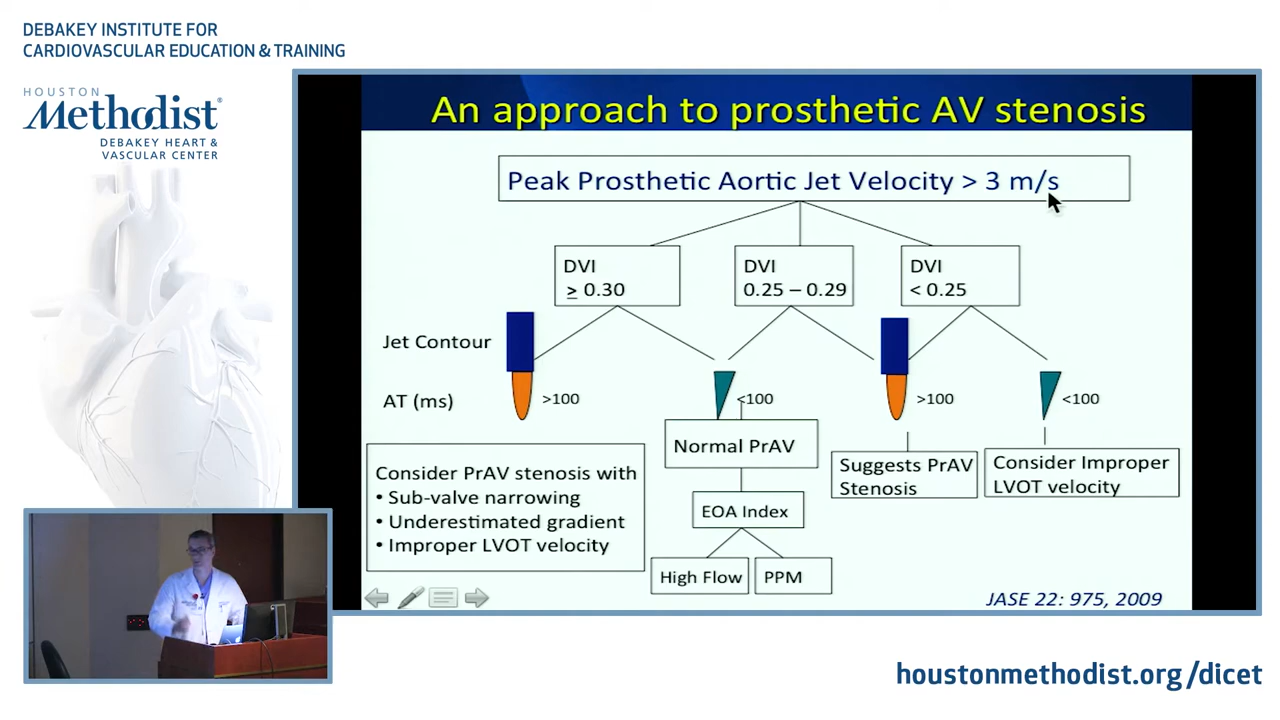 DEBAKEY INSTITUTE FOR
CARDIOVASCULAR EDUCATION & TRAINING
HOUSTON
Methodist®
DEBAKEY HEART &
VASCULAR CENTER
An approach to prosthetic AV stenosis
Peak Prosthetic Aortic Jet Velocity > 3 m/s
DVI
≥ 0.30
DVI
0.25 – 0.29
DVI
< 0.25
Jet Contour
AT (ms)
>100
<100
>100
<100
Consider PrAV stenosis with
• Sub-valve narrowing
• Underestimated gradient
• Improper LVOT velocity
Normal PrAV
EOA Index
High Flow
PPM
Suggests PrAV
Stenosis
Consider Improper
LVOT velocity
JASE 22: 975, 2009
houstonmethodist.org/dicet